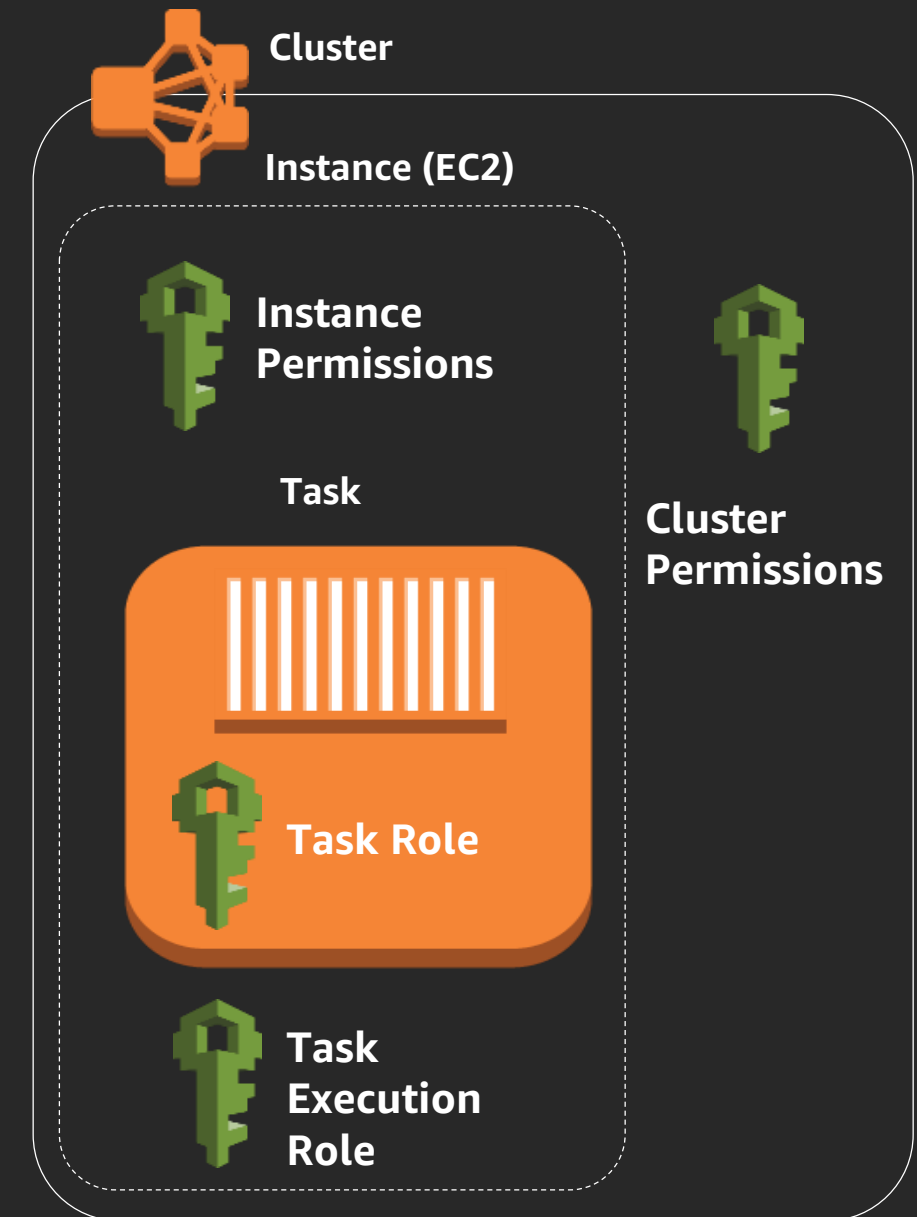 Cluster
Instance (EC2)
Instance
Permissions
Task
Cluster
Permissions
Task Role
Task
Execution
Role